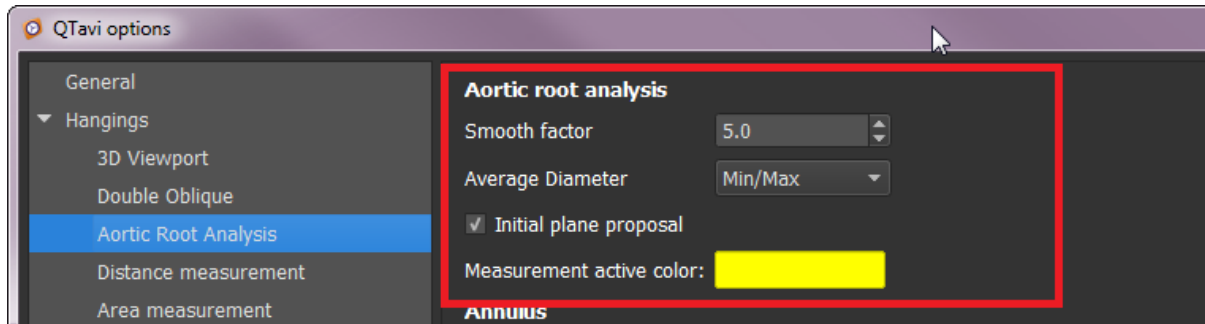 QTavi options
General
Hangings
3D Viewport
Double Oblique
Aortic Root Analysis
Distance measurement
Area measurement
Aortic root analysis
Smooth factor 5.0
Average Diameter Min/Max
Initial plane proposal
Measurement active color:
Annulus